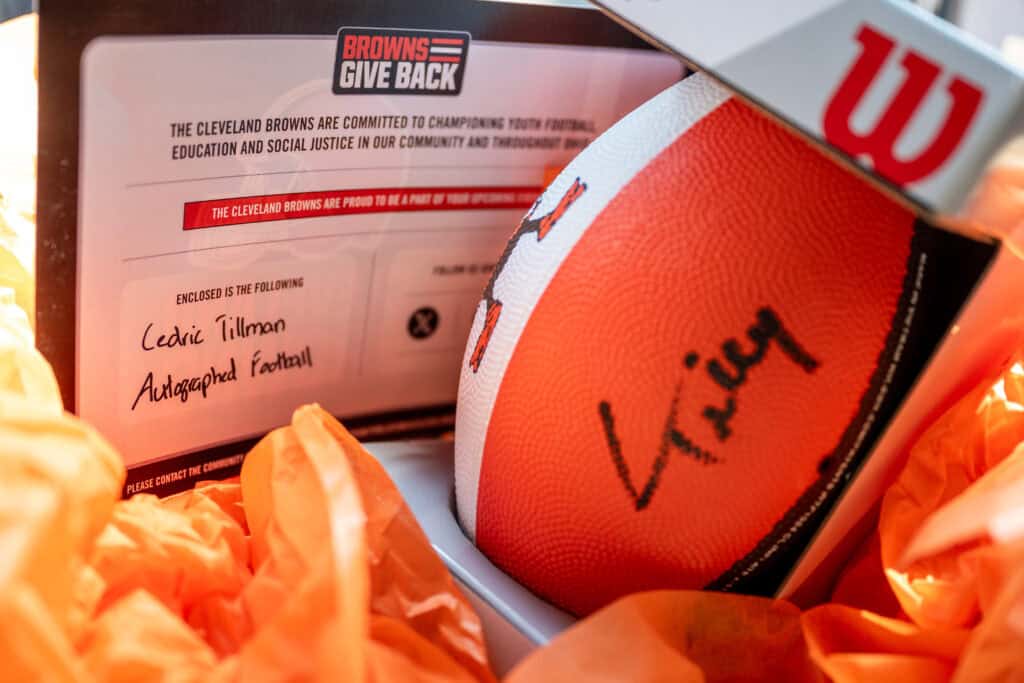 BROWNS
GIVE BACK
THE CLEVELAND BROWNS ARE COMMITTED TO CHAMPIONING YOUTH FOOTBALL,
EDUCATION AND SOCIAL JUSTICE IN OUR COMMUNITY AND THROUGHOUT
THE CLEVELAND BROWNS ARE PROUD TO BE A PART OF YOUR UPCOMING
ENCLOSED IS THE FOLLOWING
Cedric Tillman
Autographed Football
FOLLOW
X
PLEASE CONTACT THE COMMUNITY
W